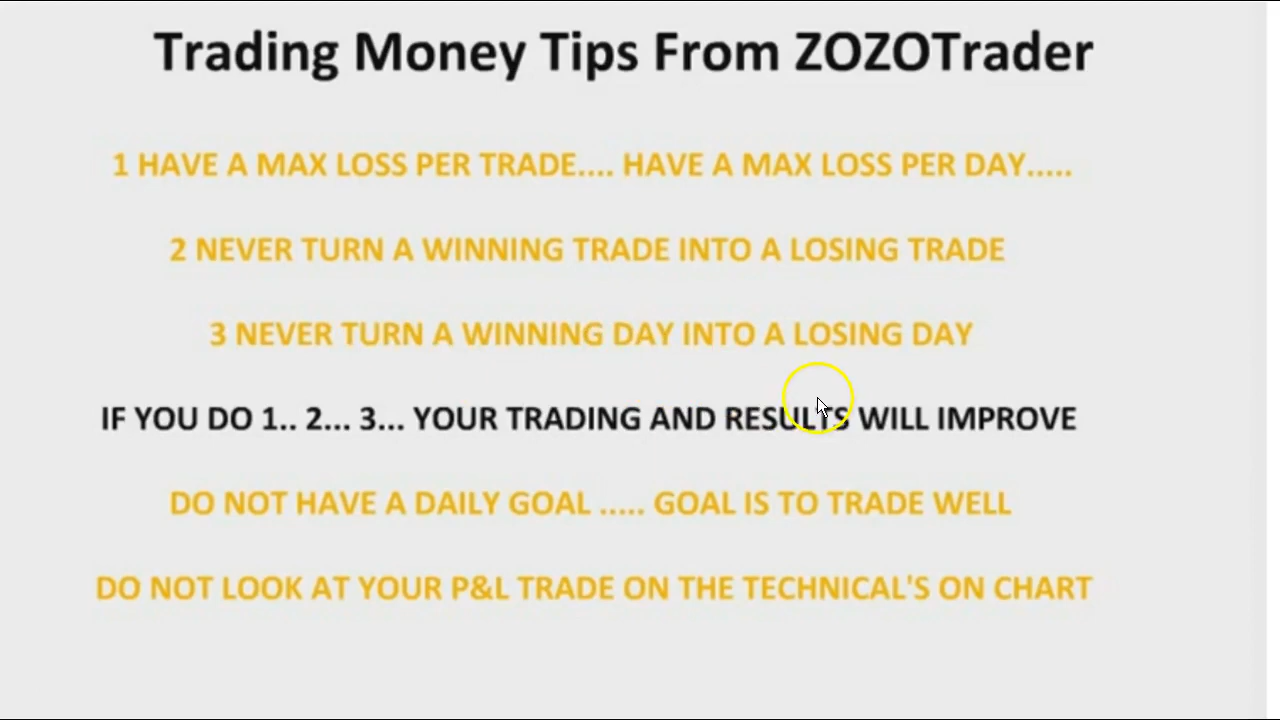 Trading Money Tips From ZOZOTrader
1 HAVE A MAX LOSS PER TRADE.... HAVE A MAX LOSS PER DAY.....
2 NEVER TURN A WINNING TRADE INTO A LOSING TRADE
3 NEVER TURN A WINNING DAY INTO A LOSING DAY
IF YOU DO 1.. 2... 3... YOUR TRADING AND RESULTS WILL IMPROVE
DO NOT HAVE A DAILY GOAL ..... GOAL IS TO TRADE WELL
DO NOT LOOK AT YOUR P&L TRADE ON THE TECHNICAL'S ON CHART